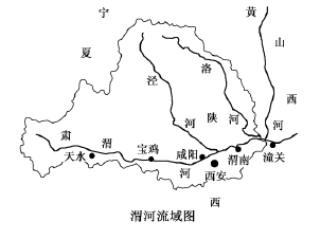 宁
夏
黄
山
西
河
泾
河
洛
河
陕
西
肃
渭
河
天水
宝鸡
咸阳
西安
渭南
潼关
渭河流域图